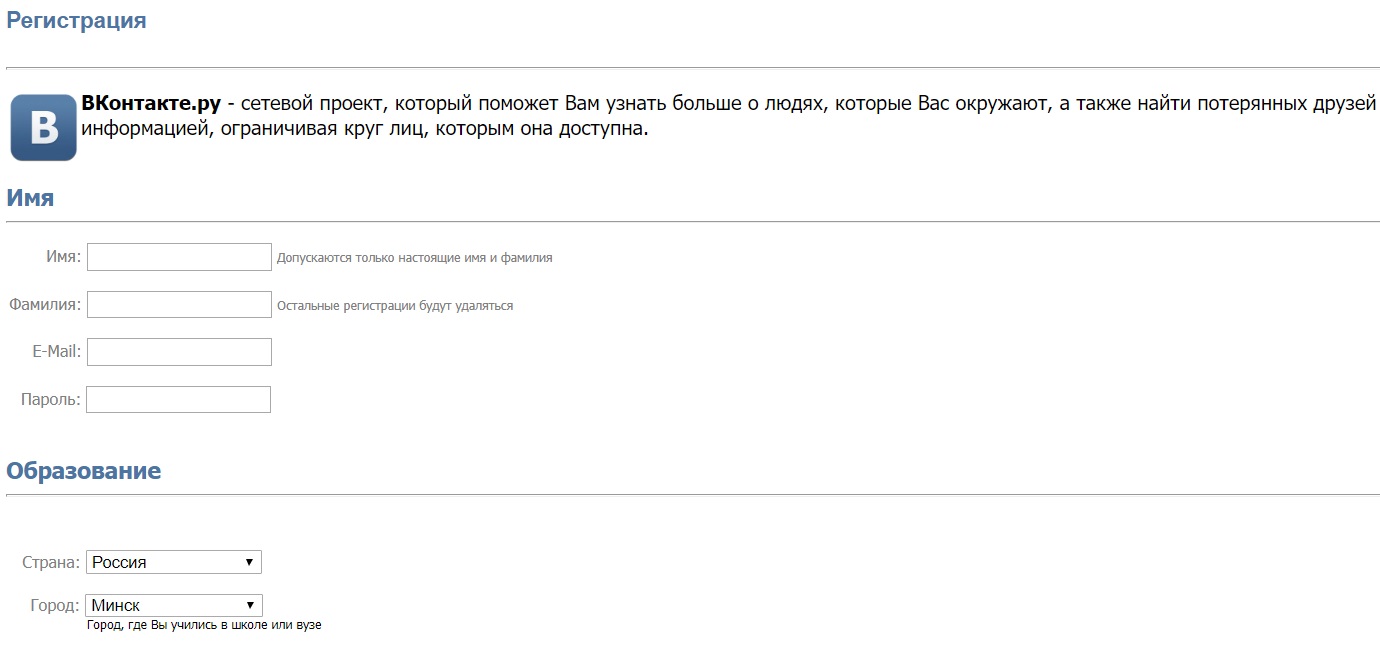 Регистрация
В
ВКонтакте.ру - сетевой проект, который поможет Вам узнать больше о людях, которые Вас окружают, а также найти потерянных друзей
информацией, ограничивая круг лиц, которым она доступна.
Имя
Имя: Допускаются только настоящие имя и фамилия
Фамилия: Остальные регистрации будут удаляться
E-Mail:
Пароль:
Образование
Страна: Россия
Город: Минск
Город, где Вы учились в школе или вузе